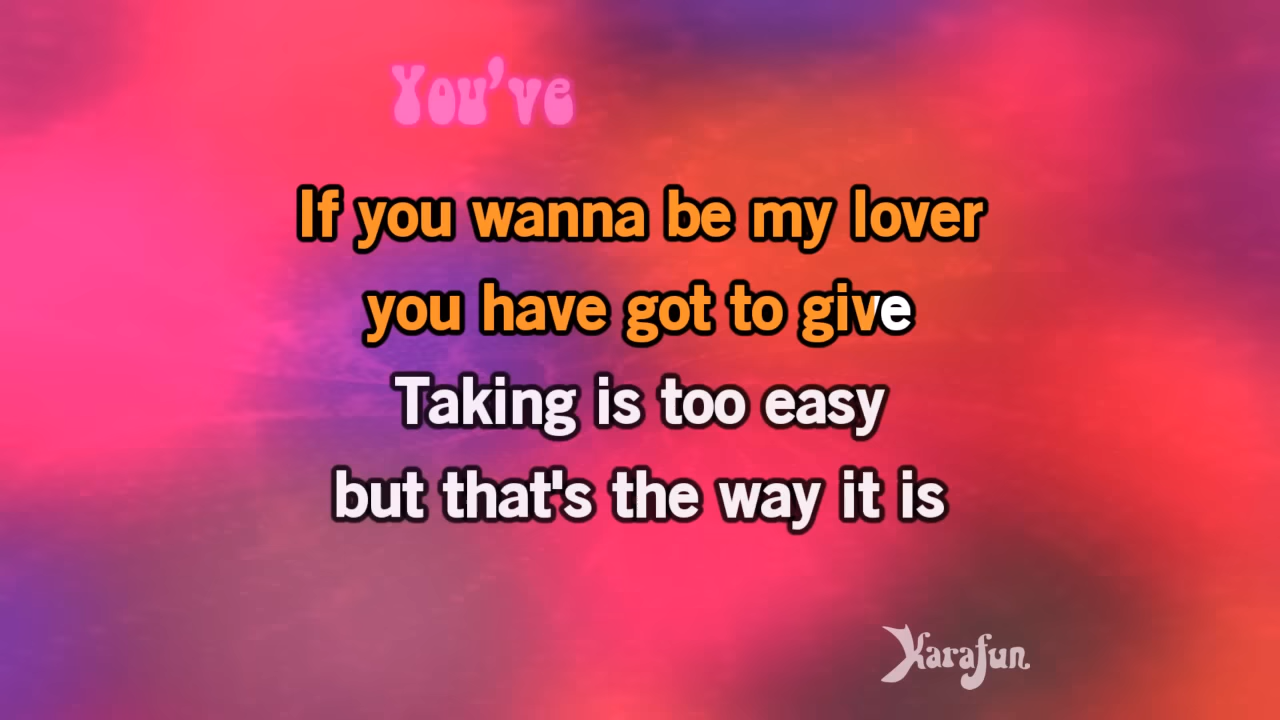 You've
If you wanna be my lover
you have got to give
Taking is too easy
but that's the way it is
Karafun